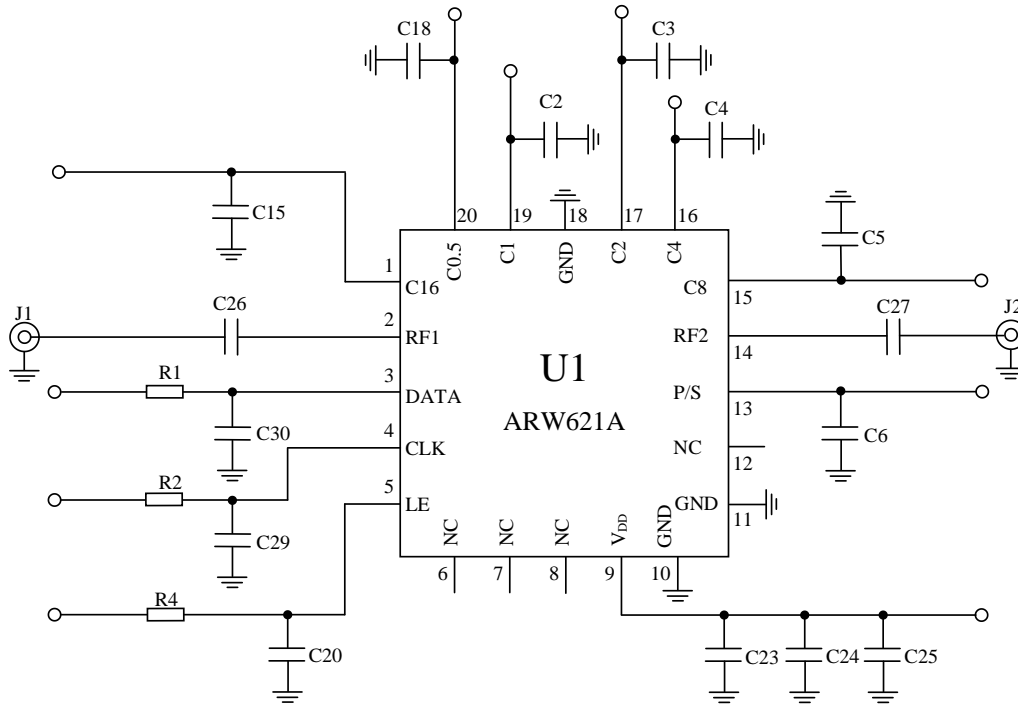 C18
C3
C2
C4
C15
20
19
18
17
16
C5
C0.5
C1
GND
C2
C4
1
C16
C8
15
J1
C26
2
RF1
RF2
14
C27
J2
R1
3
DATA
U1
P/S
13
C30
4
CLK
ARW621A
C6
NC
12
R2
5
LE
GND
11
C29
NC
NC
NC
VDD
GND
6
7
8
9
10
R4
C20
C23
C24
C25